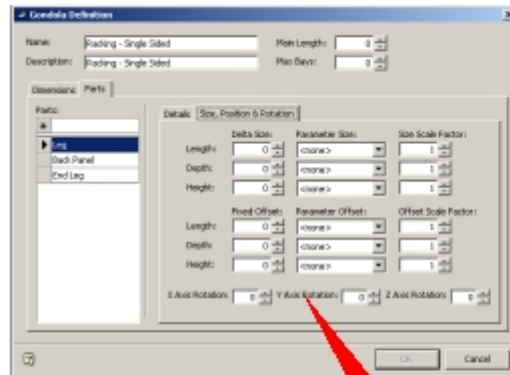 Gondola Definition
Name: Racking - Single Sided Main Length: 0
Description: Racking - Single Sided Max Bays: 0
Dimensions Parts
Parts: Details Size, Position & Rotation
Delta Size: Parameter Size: Size Scale Factor:
Leg Length: 0 <none> 1
Back Panel Depth: 0 <none> 1
End Leg Height: 0 <none> 1
Fixed Offset: Parameter Offset: Offset Scale Factor:
Length: 0 <none> 1
Depth: 0 <none> 1
Height: 0 <none> 1
X Axis Rotation: 0 Y Axis Rotation: 0 Z Axis Rotation: 0
OK Cancel